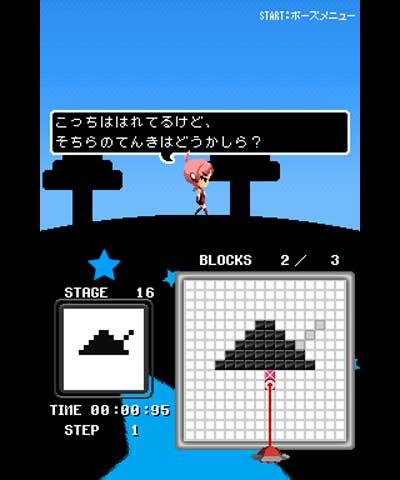 START:ポーズメニュー
こっちははれてるけど、
そちらのてんきはどうかしら？
BLOCKS 2／ 3
STAGE 16
TIME 00:00:95
STEP 1